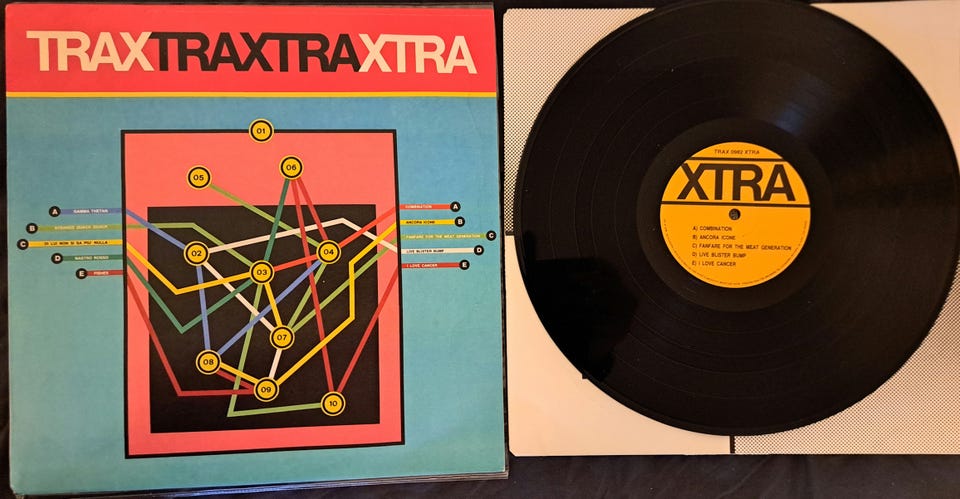 TRAXTRAXTRAXTRA
01
06
05
A GAMMA THETAN
B STRANGE QUACK QUACK
C DI LUI NON SI SA PIU' NULLA
D NASTRO ROSSO
E FISHES
COMBINATION A
ANCORA ICONE B
FANFARE FOR THE MEAT GENERATION C
LIVE BLISTER BUMP D
I LOVE CANCER E
02
04
03
07
08
09
10
TRAX 0982 XTRA
XTRA
A) COMBINATION
B) ANCORA ICONE
C) FANFARE FOR THE MEAT GENERATION
D) LIVE BLISTER BUMP
E) I LOVE CANCER